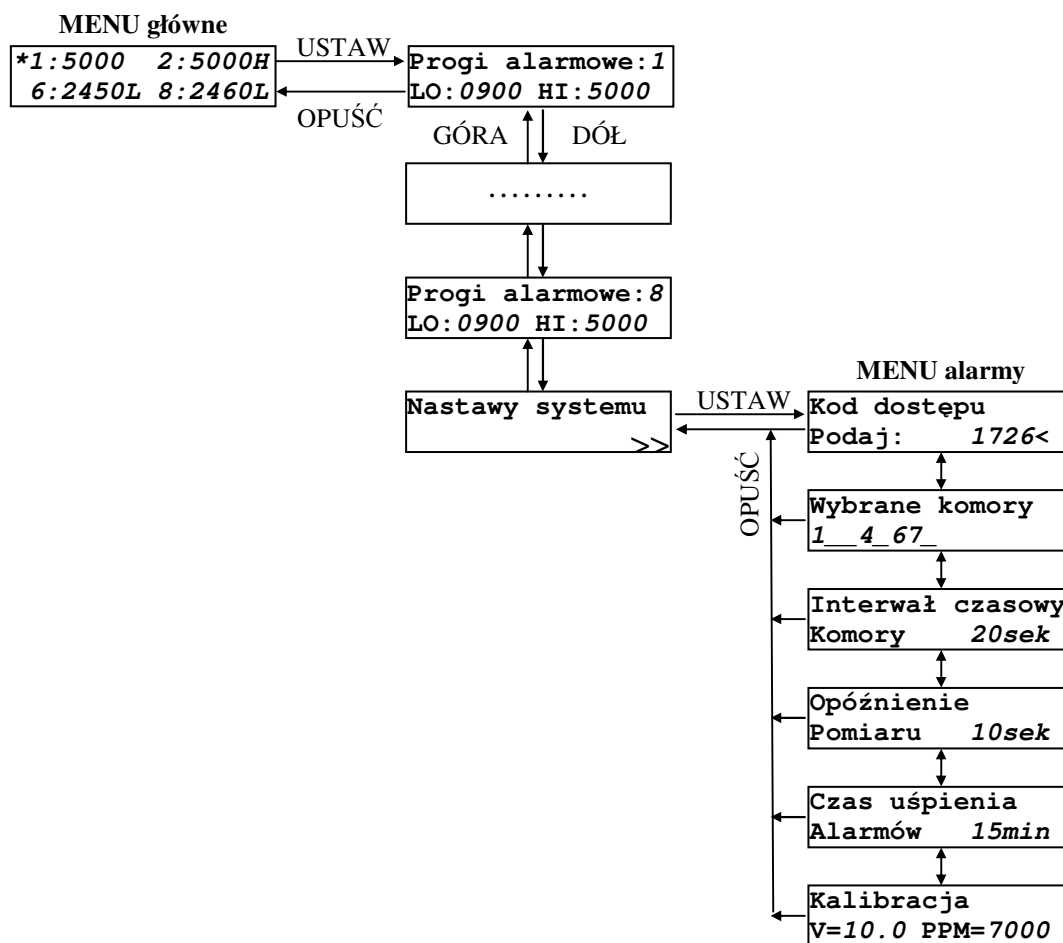 MENU główne
*1:5000 2:5000H
6:2450L 8:2460L
USTAW
OPUŚĆ
Progi alarmowe:1
LO:0900 HI:5000
GÓRA DÓŁ
.........
Progi alarmowe:8
LO:0900 HI:5000
Nastawy systemu
>>
USTAW
OPUŚĆ
MENU alarmy
Kod dostępu
Podaj: 1726<
Wybrane komory
1__4_67_
Interwał czasowy
Komory 20sek
Opóźnienie
Pomiaru 10sek
Czas uśpienia
Alarmów 15min
Kalibracja
V=10.0 PPM=7000